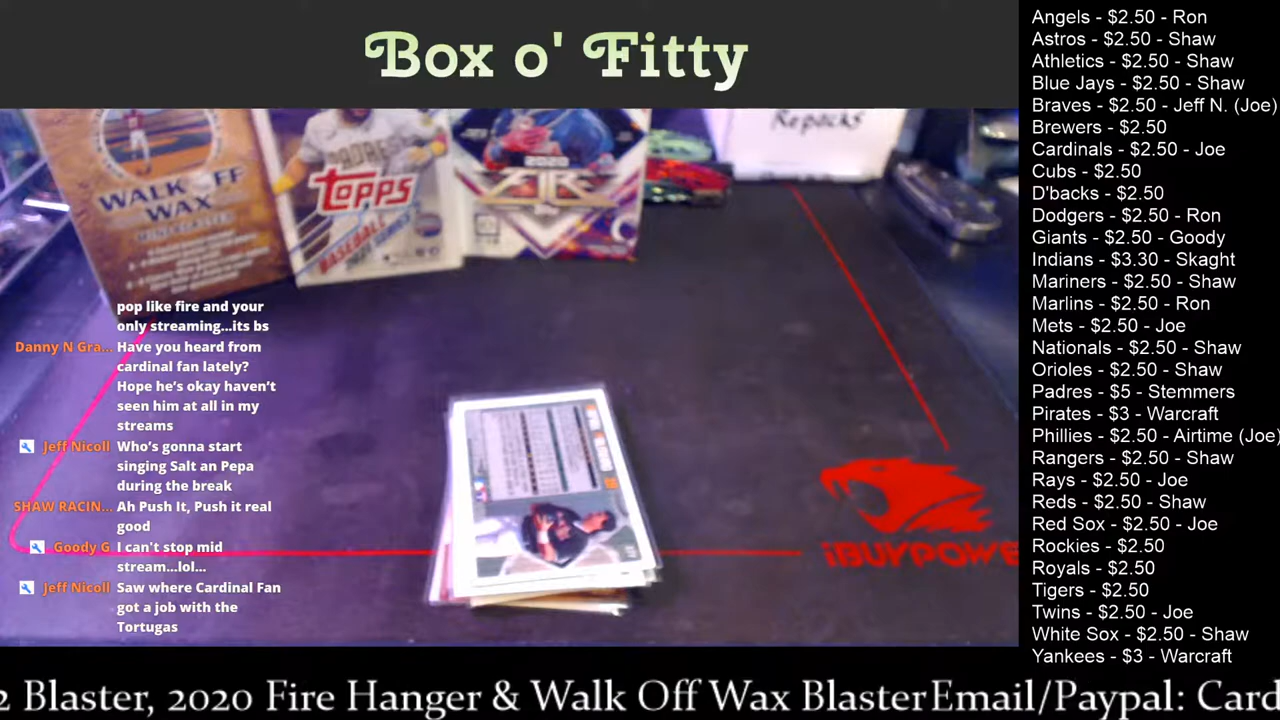 Box o' Fitty
Repacks
WALK OFF
WAX
PADRES
TOPPS
BASEBALL
2020
FIRE
pop like fire and your
only streaming...its bs
Danny N Gra... Have you heard from
cardinal fan lately?
Hope he's okay haven't
seen him at all in my
streams
Jeff Nicoll Who's gonna start
singing Salt an Pepa
during the break
SHAW RACIN... Ah Push It, Push it real
good
Goody G I can't stop mid
stream...lol...
Jeff Nicoll Saw where Cardinal Fan
got a job with the
Tortugas
iBUYPOWE
Angels - $2.50 - Ron
Astros - $2.50 - Shaw
Athletics - $2.50 - Shaw
Blue Jays - $2.50 - Shaw
Braves - $2.50 - Jeff N. (Joe)
Brewers - $2.50
Cardinals - $2.50 - Joe
Cubs - $2.50
D'backs - $2.50
Dodgers - $2.50 - Ron
Giants - $2.50 - Goody
Indians - $3.30 - Skaght
Mariners - $2.50 - Shaw
Marlins - $2.50 - Ron
Mets - $2.50 - Joe
Nationals - $2.50 - Shaw
Orioles - $2.50 - Shaw
Padres - $5 - Stemmers
Pirates - $3 - Warcraft
Phillies - $2.50 - Airtime (Joe)
Rangers - $2.50 - Shaw
Rays - $2.50 - Joe
Reds - $2.50 - Shaw
Red Sox - $2.50 - Joe
Rockies - $2.50
Royals - $2.50
Tigers - $2.50
Twins - $2.50 - Joe
White Sox - $2.50 - Shaw
Yankees - $3 - Warcraft
2 Blaster, 2020 Fire Hanger & Walk Off Wax Blaster Email/Paypal: Card